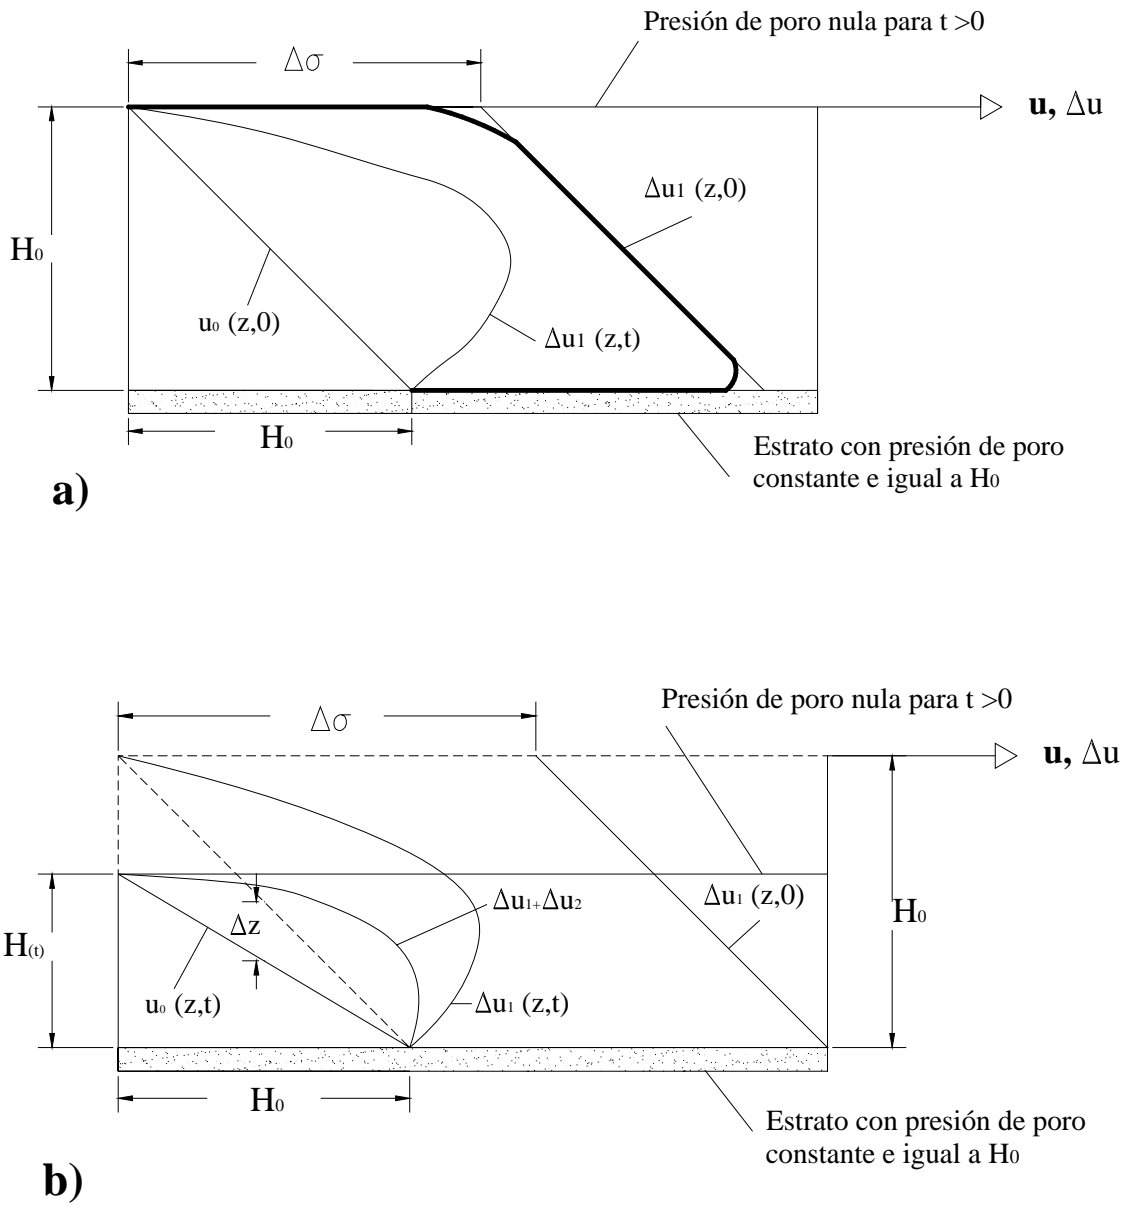 Presión de poro nula para t >0
Δσ
u, Δu
Δu1 (z,0)
H0
u0 (z,0)
Δu1 (z,t)
H0
Estrato con presión de poro
constante e igual a H0
a)
Presión de poro nula para t >0
Δσ
u, Δu
Δu1+Δu2
Δu1 (z,0)
H0
Δz
H(t)
u0 (z,t)
Δu1 (z,t)
H0
Estrato con presión de poro
constante e igual a H0
b)